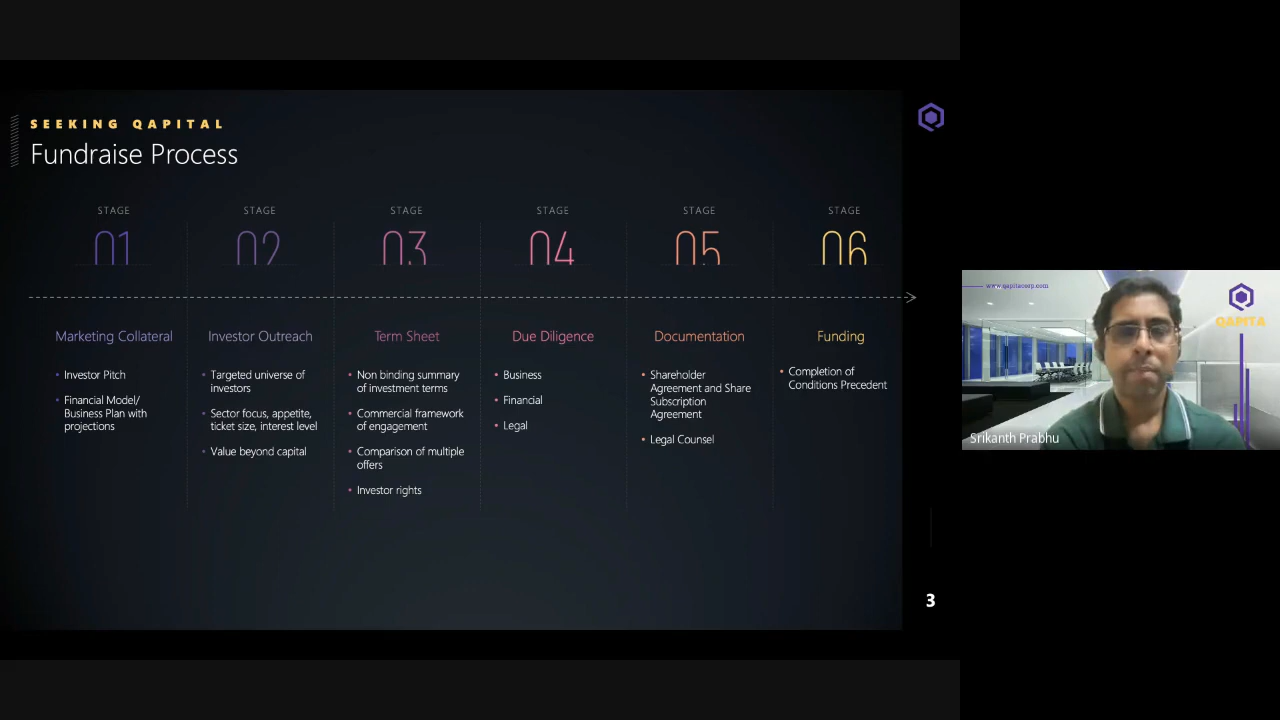 SEEKING QAPITAL
Fundraise Process
STAGE
01
Marketing Collateral
• Investor Pitch
• Financial Model/
Business Plan with
projections
STAGE
02
Investor Outreach
• Targeted universe of
investors
• Sector focus, appetite,
ticket size, interest level
• Value beyond capital
STAGE
03
Term Sheet
• Non binding summary
of investment terms
• Commercial framework
of engagement
• Comparison of multiple
offers
• Investor rights
STAGE
04
Due Diligence
• Business
• Financial
• Legal
STAGE
05
Documentation
• Shareholder
Agreement and Share
Subscription
Agreement
• Legal Counsel
STAGE
06
Funding
• Completion of
Conditions Precedent
3
www.qapitacorp.com
QAPITA
Srikanth Prabhu